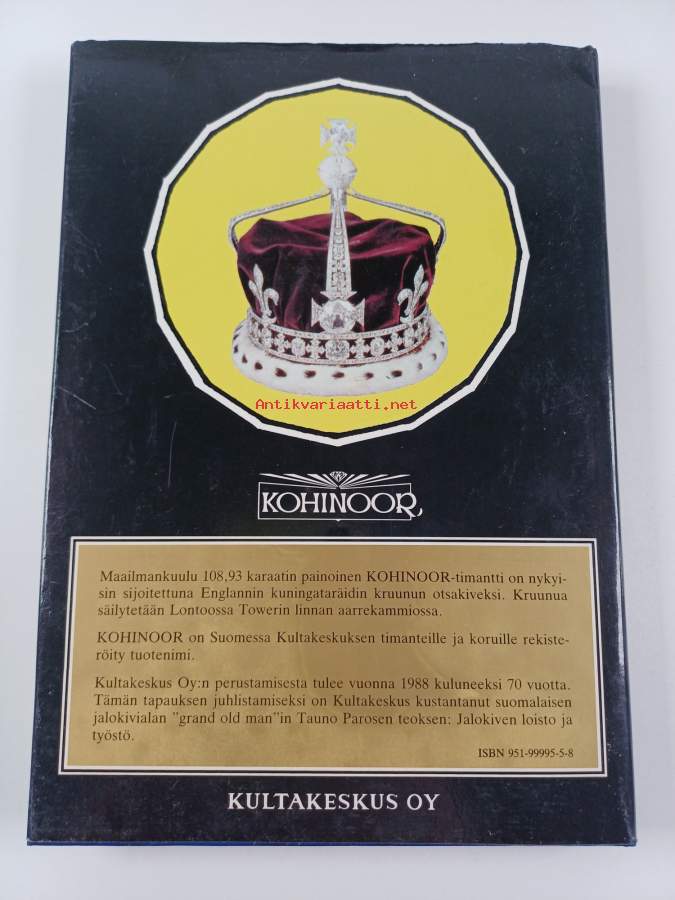 Antikvariaatti.net
KOHINOOR
Maailmankuulu 108,93 karaatin painoinen KOHINOOR-timantti on nykyi-
sin sijoitettuna Englannin kuningataräidin kruunun otsakiveksi. Kruunua
säilytetään Lontoossa Towerin linnan aarrekammiossa.
KOHINOOR on Suomessa Kultakeskuksen timanteille ja koruille rekiste-
röity tuotenimi.
Kultakeskus Oy:n perustamisesta tulee vuonna 1988 kuluneeksi 70 vuotta.
Tämän tapauksen juhlistamiseksi on Kultakeskus kustantanut suomalaisen
jalokivialan ”grand old man”in Tauno Parosen teoksen: Jalokiven loisto ja
työstö.
ISBN 951-99995-5-8
KULTAKESKUS OY